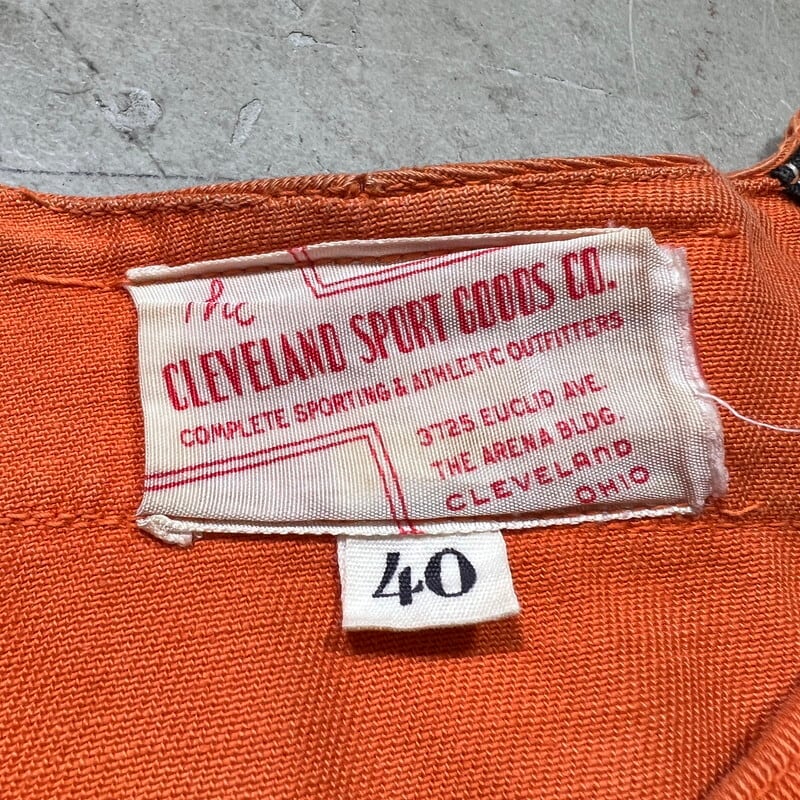 The
CLEVELAND SPORT GOODS CO.
COMPLETE SPORTING & ATHLETIC OUTFITTERS
3725 EUCLID AVE.
THE ARENA BLDG.
CLEVELAND
OHIO
40